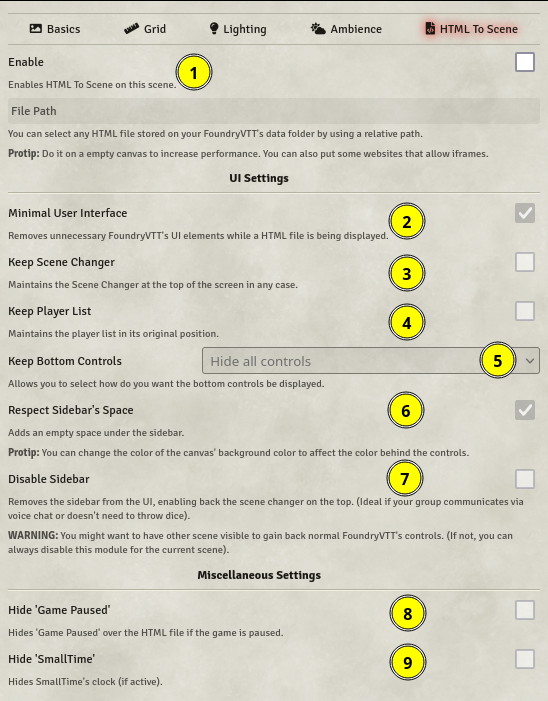 Basics Grid Lighting Ambience HTML To Scene
Enable 1
Enables HTML To Scene on this scene.
File Path
You can select any HTML file stored on your FoundryVTT's data folder by using a relative path.
Protip: Do it on a empty canvas to increase performance. You can also put some websites that allow iframes.
UI Settings
Minimal User Interface 2
Removes unnecessary FoundryVTT's UI elements while a HTML file is being displayed.
Keep Scene Changer 3
Maintains the Scene Changer at the top of the screen in any case.
Keep Player List 4
Maintains the player list in its original position.
Keep Bottom Controls Hide all controls 5
Allows you to select how do you want the bottom controls be displayed.
Respect Sidebar's Space 6
Adds an empty space under the sidebar.
Protip: You can change the color of the canvas' background color to affect the color behind the controls.
Disable Sidebar 7
Removes the sidebar from the UI, enabling back the scene changer on the top. (Ideal if your group communicates via
voice chat or doesn't need to throw dice).
WARNING: You might want to have other scene visible to gain back normal FoundryVTT's controls. (If not, you can
always disable this module for the current scene).
Miscellaneous Settings
Hide 'Game Paused' 8
Hides 'Game Paused' over the HTML file if the game is paused.
Hide 'SmallTime' 9
Hides SmallTime's clock (if active).